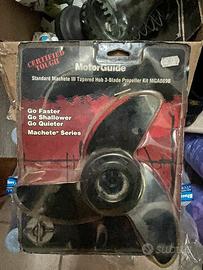 CERTIFIED
TOUGH
MotorGuide
Standard Machete III Tapered Hub 3-Blade Propeller Kit MGA089B
Go Faster
Go Shallower
Go Quieter
Machete® Series
subito